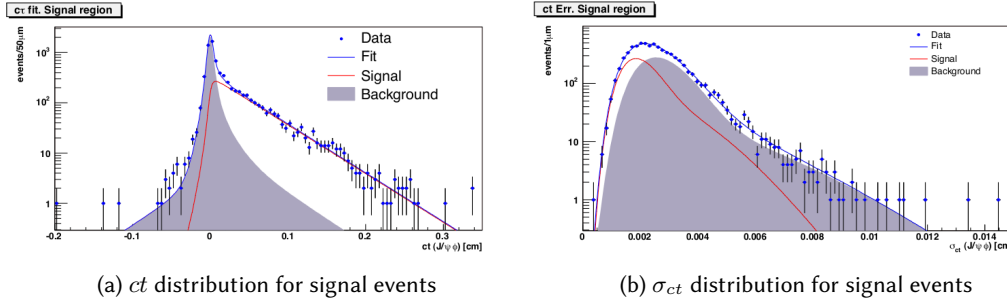 cτ fit. Signal region
events/50μm
10³
10²
10
1
Data
Fit
Signal
Background
-0.2
-0.1
0
0.1
0.2
0.3
ct (J/ψ φ) [cm]
(a) ct distribution for signal events
ct Err. Signal region
events/1μm
10²
10
1
Data
Fit
Signal
Background
0
0.002
0.004
0.006
0.008
0.01
0.012
0.014
σct (J/ψ φ) [cm]
(b) σct distribution for signal events